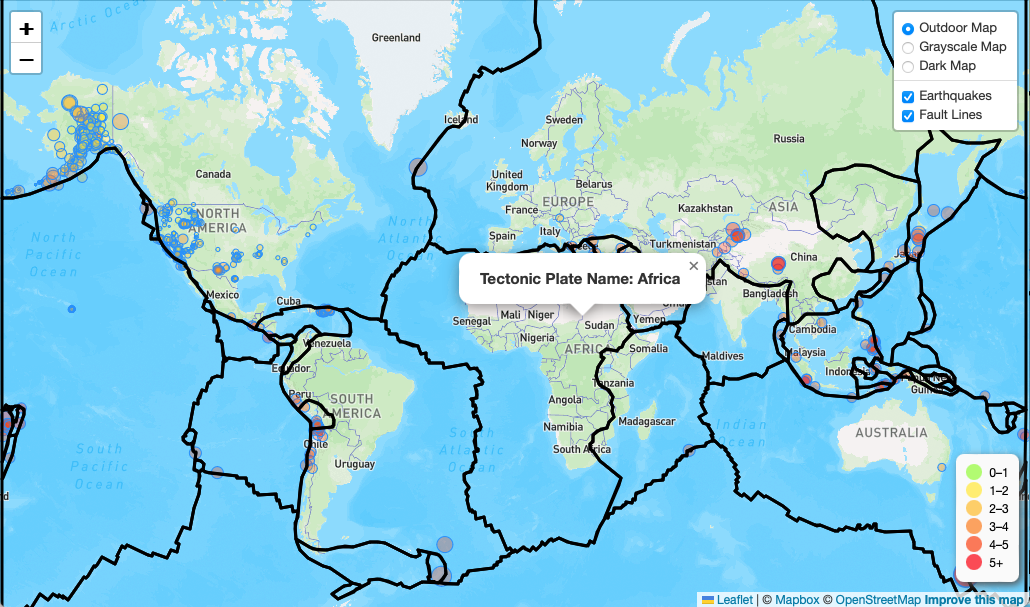 +
−
Arctic Ocean
Greenland
Outdoor Map
Grayscale Map
Dark Map
Earthquakes
Fault Lines
Iceland
Sweden
Norway
Russia
Canada
United
Kingdom
Belarus
EUROPE
France
Kazakhstan
ASIA
NORTH
AMERICA
North
Pacific
Ocean
North
Atlantic
Spain
Italy
Greece
Turkmenistan
China
Tectonic Plate Name: Africa
×
stan
Bangladesh
Mexico
Cuba
Senegal
Mali
Niger
Sudan
Yemen
Cambodia
Nigeria
AFRIC
Somalia
Maldives
Malaysia
Venezuela
Ecuador
Indonesia
Guinea
Tanzania
Peru
SOUTH
AMERICA
Angola
Namibia
Madagascar
South Africa
Indian
Ocean
AUSTRALIA
Chile
Uruguay
South
Pacific
Ocean
South
Atlantic
Ocean
0–1
1–2
2–3
3–4
4–5
5+
Leaflet | © Mapbox © OpenStreetMap Improve this map